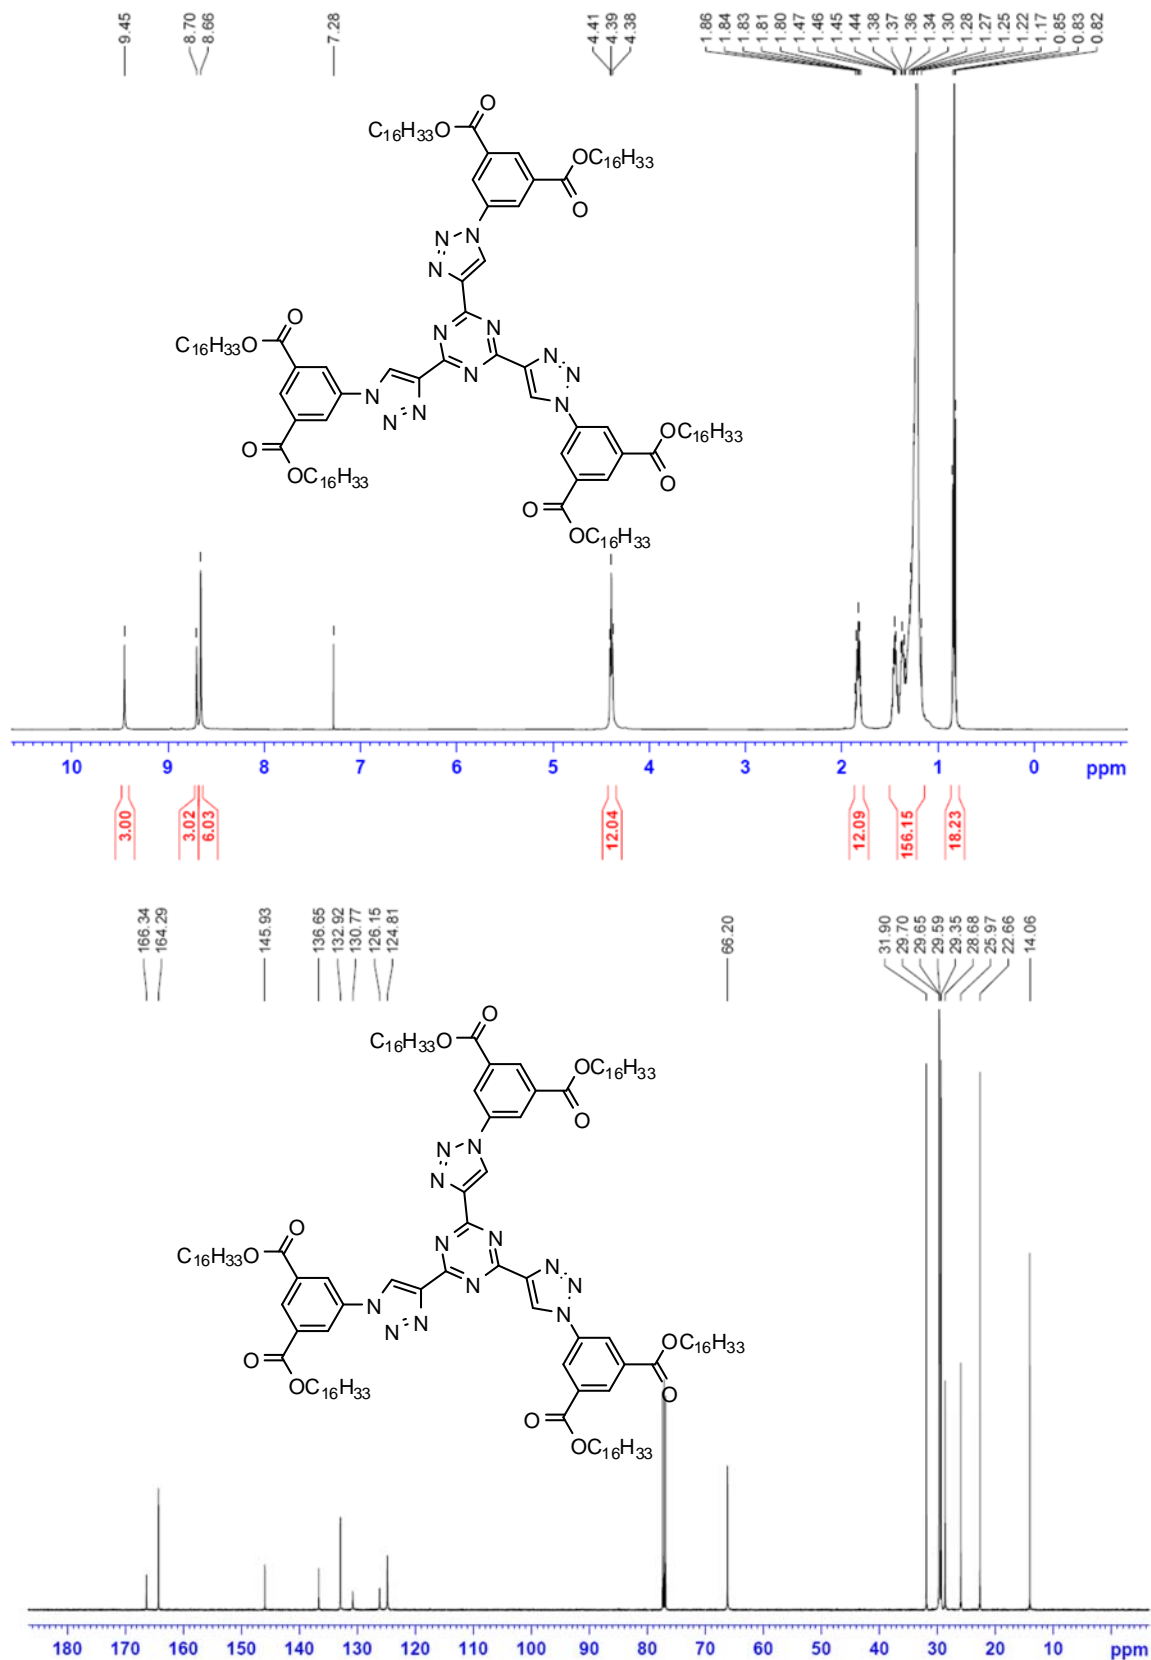 9.45
8.70
8.66
7.28
4.41
4.39
4.38
1.86
1.84
1.83
1.81
1.80
1.47
1.46
1.45
1.44
1.38
1.37
1.36
1.34
1.30
1.28
1.27
1.25
1.22
1.17
0.85
0.83
0.82
O
C16H33O
OC16H33
O
N N
N
O
C16H33O
N N
N
N N
N
N
N
N N
O
OC16H33
OC16H33
O
O
OC16H33
10 9 8 7 6 5 4 3 2 1 0 ppm
3.00
3.02
6.03
12.04
12.09
156.15
18.23
166.34
164.29
145.93
136.65
132.92
130.77
126.15
124.81
66.20
31.90
29.70
29.65
29.59
29.35
28.68
25.97
22.66
14.06
O
C16H33O
OC16H33
O
N N
N
O
C16H33O
N N
N
N N
N
N
N
N N
O
OC16H33
OC16H33
O
O
OC16H33
180 170 160 150 140 130 120 110 100 90 80 70 60 50 40 30 20 10 ppm